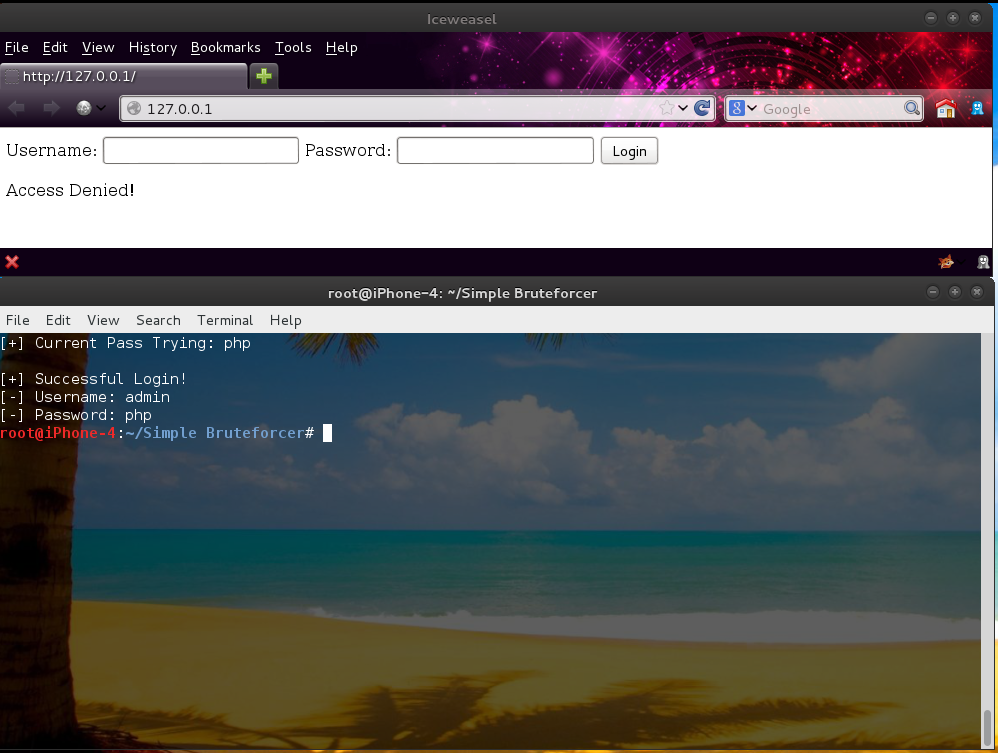 Iceweasel
File Edit View History Bookmarks Tools Help
http://127.0.0.1/
127.0.0.1 8 Google
Username: Password: Login
Access Denied!
root@iPhone-4: ~/Simple Bruteforcer
File Edit View Search Terminal Help
[+] Current Pass Trying: php
[+] Successful Login!
[-] Username: admin
[-] Password: php
root@iPhone-4:~/Simple Bruteforcer#